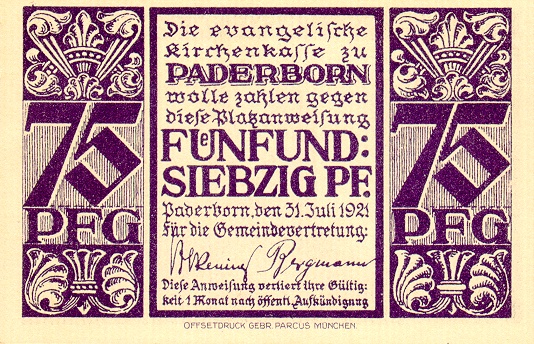 Die evangelische
Kirchenkasse zu
PADERBORN
wolle zahlen gegen
diese Platzanweisung
FUeNFUND:
SIEBZIG PF.
Paderborn, den 31. Juli 1921
Für die Gemeindevertretung:
Bergmann
Diese Anweisung verliert ihre Gültig:
keit 1 Monat nach öffentl. Aufkündigung
75
PFG
75
PFG
OFFSETDRUCK GEBR. PARCUS MÜNCHEN